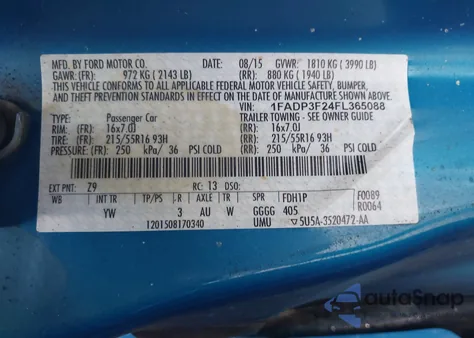 MFD. BY FORD MOTOR CO. 08/15 GVWR: 1810 KG ( 3990 LB)
GAWR: (FR) 972 KG ( 2143 LB) (RR) 880 KG ( 1940 LB)
THIS VEHICLE CONFORMS TO ALL APPLICABLE FEDERAL MOTOR VEHICLE SAFETY, BUMPER,
AND THEFT PREVENTION STANDARDS IN EFFECT ON THE DATE OF MANUFACTURE SHOWN ABOVE.
VIN: 1FADP3F24FL365088
TYPE: Passenger Car TRAILER TOWING - SEE OWNER GUIDE
RIM: (FR) 16x7.0J (RR) 16x7.0J
TIRE: (FR) 215/55R16 93H (RR) 215/55R16 93H
PRESSURE: (FR) 250 kPa/ 36 PSI COLD (RR) 250 kPa/ 36 PSI COLD
EXT PNT: Z9 RC: 13 DSO:
WB INT TR TP/PS R AXLE TR SPR FDH1P F0089
YW 3 AU W GGGG 405 R0064
1201508170340 UMU 5U5A-3520472-AA
autoSnap